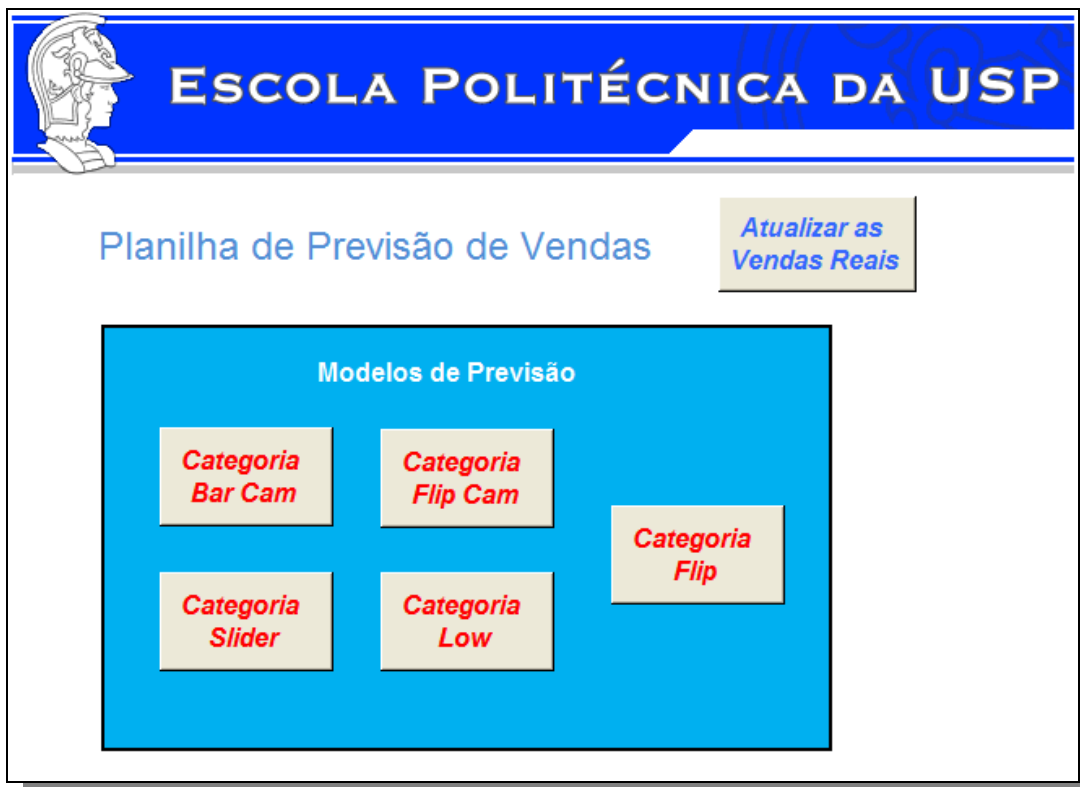 ESCOLA POLITÉCNICA DA USP
Planilha de Previsão de Vendas
Atualizar as
Vendas Reais
Modelos de Previsão
Categoria
Bar Cam
Categoria
Flip Cam
Categoria
Flip
Categoria
Slider
Categoria
Low